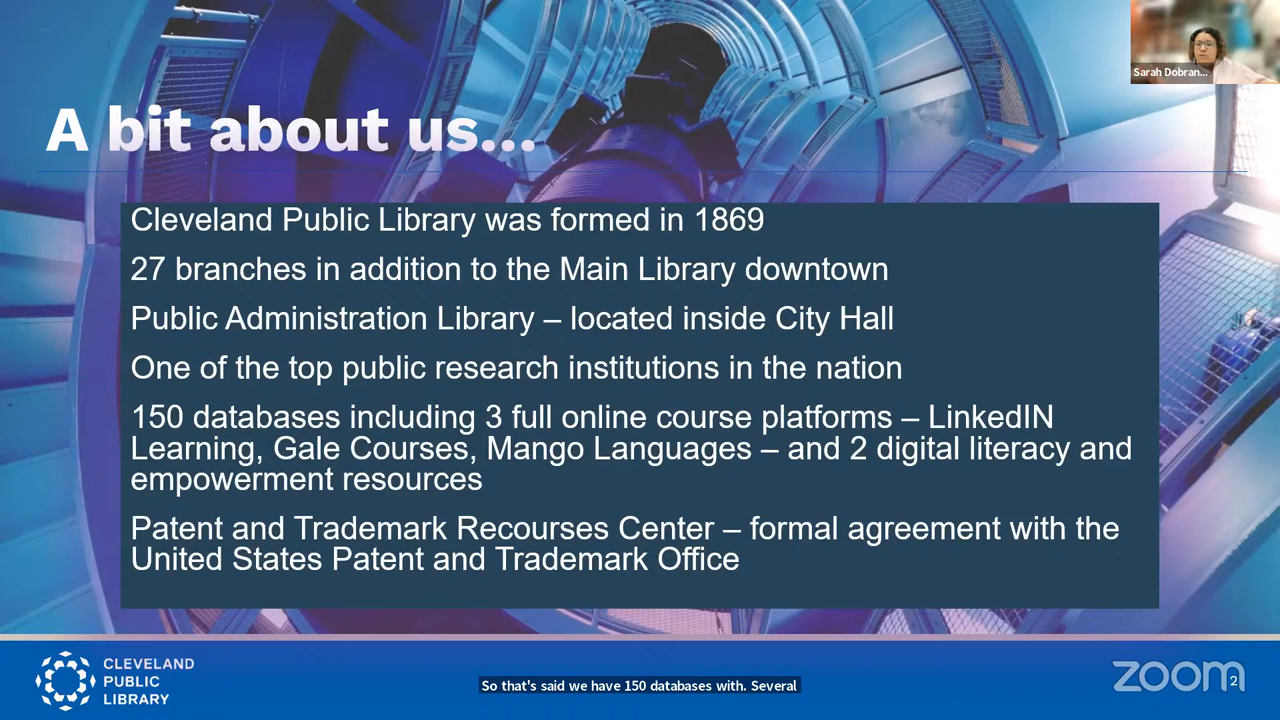 Sarah Dobran...
A bit about us...
Cleveland Public Library was formed in 1869
27 branches in addition to the Main Library downtown
Public Administration Library – located inside City Hall
One of the top public research institutions in the nation
150 databases including 3 full online course platforms – LinkedIN
Learning, Gale Courses, Mango Languages – and 2 digital literacy and
empowerment resources
Patent and Trademark Recourses Center – formal agreement with the
United States Patent and Trademark Office
CLEVELAND
PUBLIC
LIBRARY
So that's said we have 150 databases with. Several
zoom
2